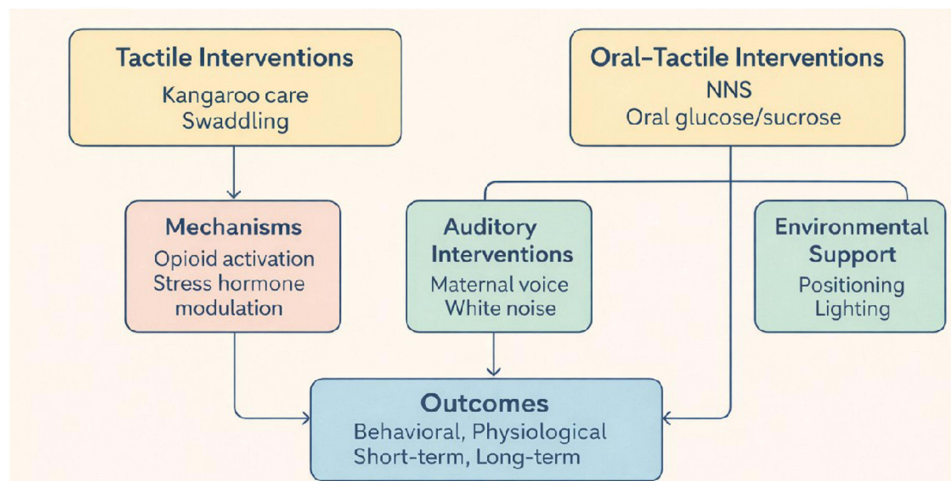 Tactile Interventions
Kangaroo care
Swaddling
Oral–Tactile Interventions
NNS
Oral glucose/sucrose
Mechanisms
Opioid activation
Stress hormone
modulation
Auditory
Interventions
Maternal voice
White noise
Environmental
Support
Positioning
Lighting
Outcomes
Behavioral, Physiological
Short-term, Long-term